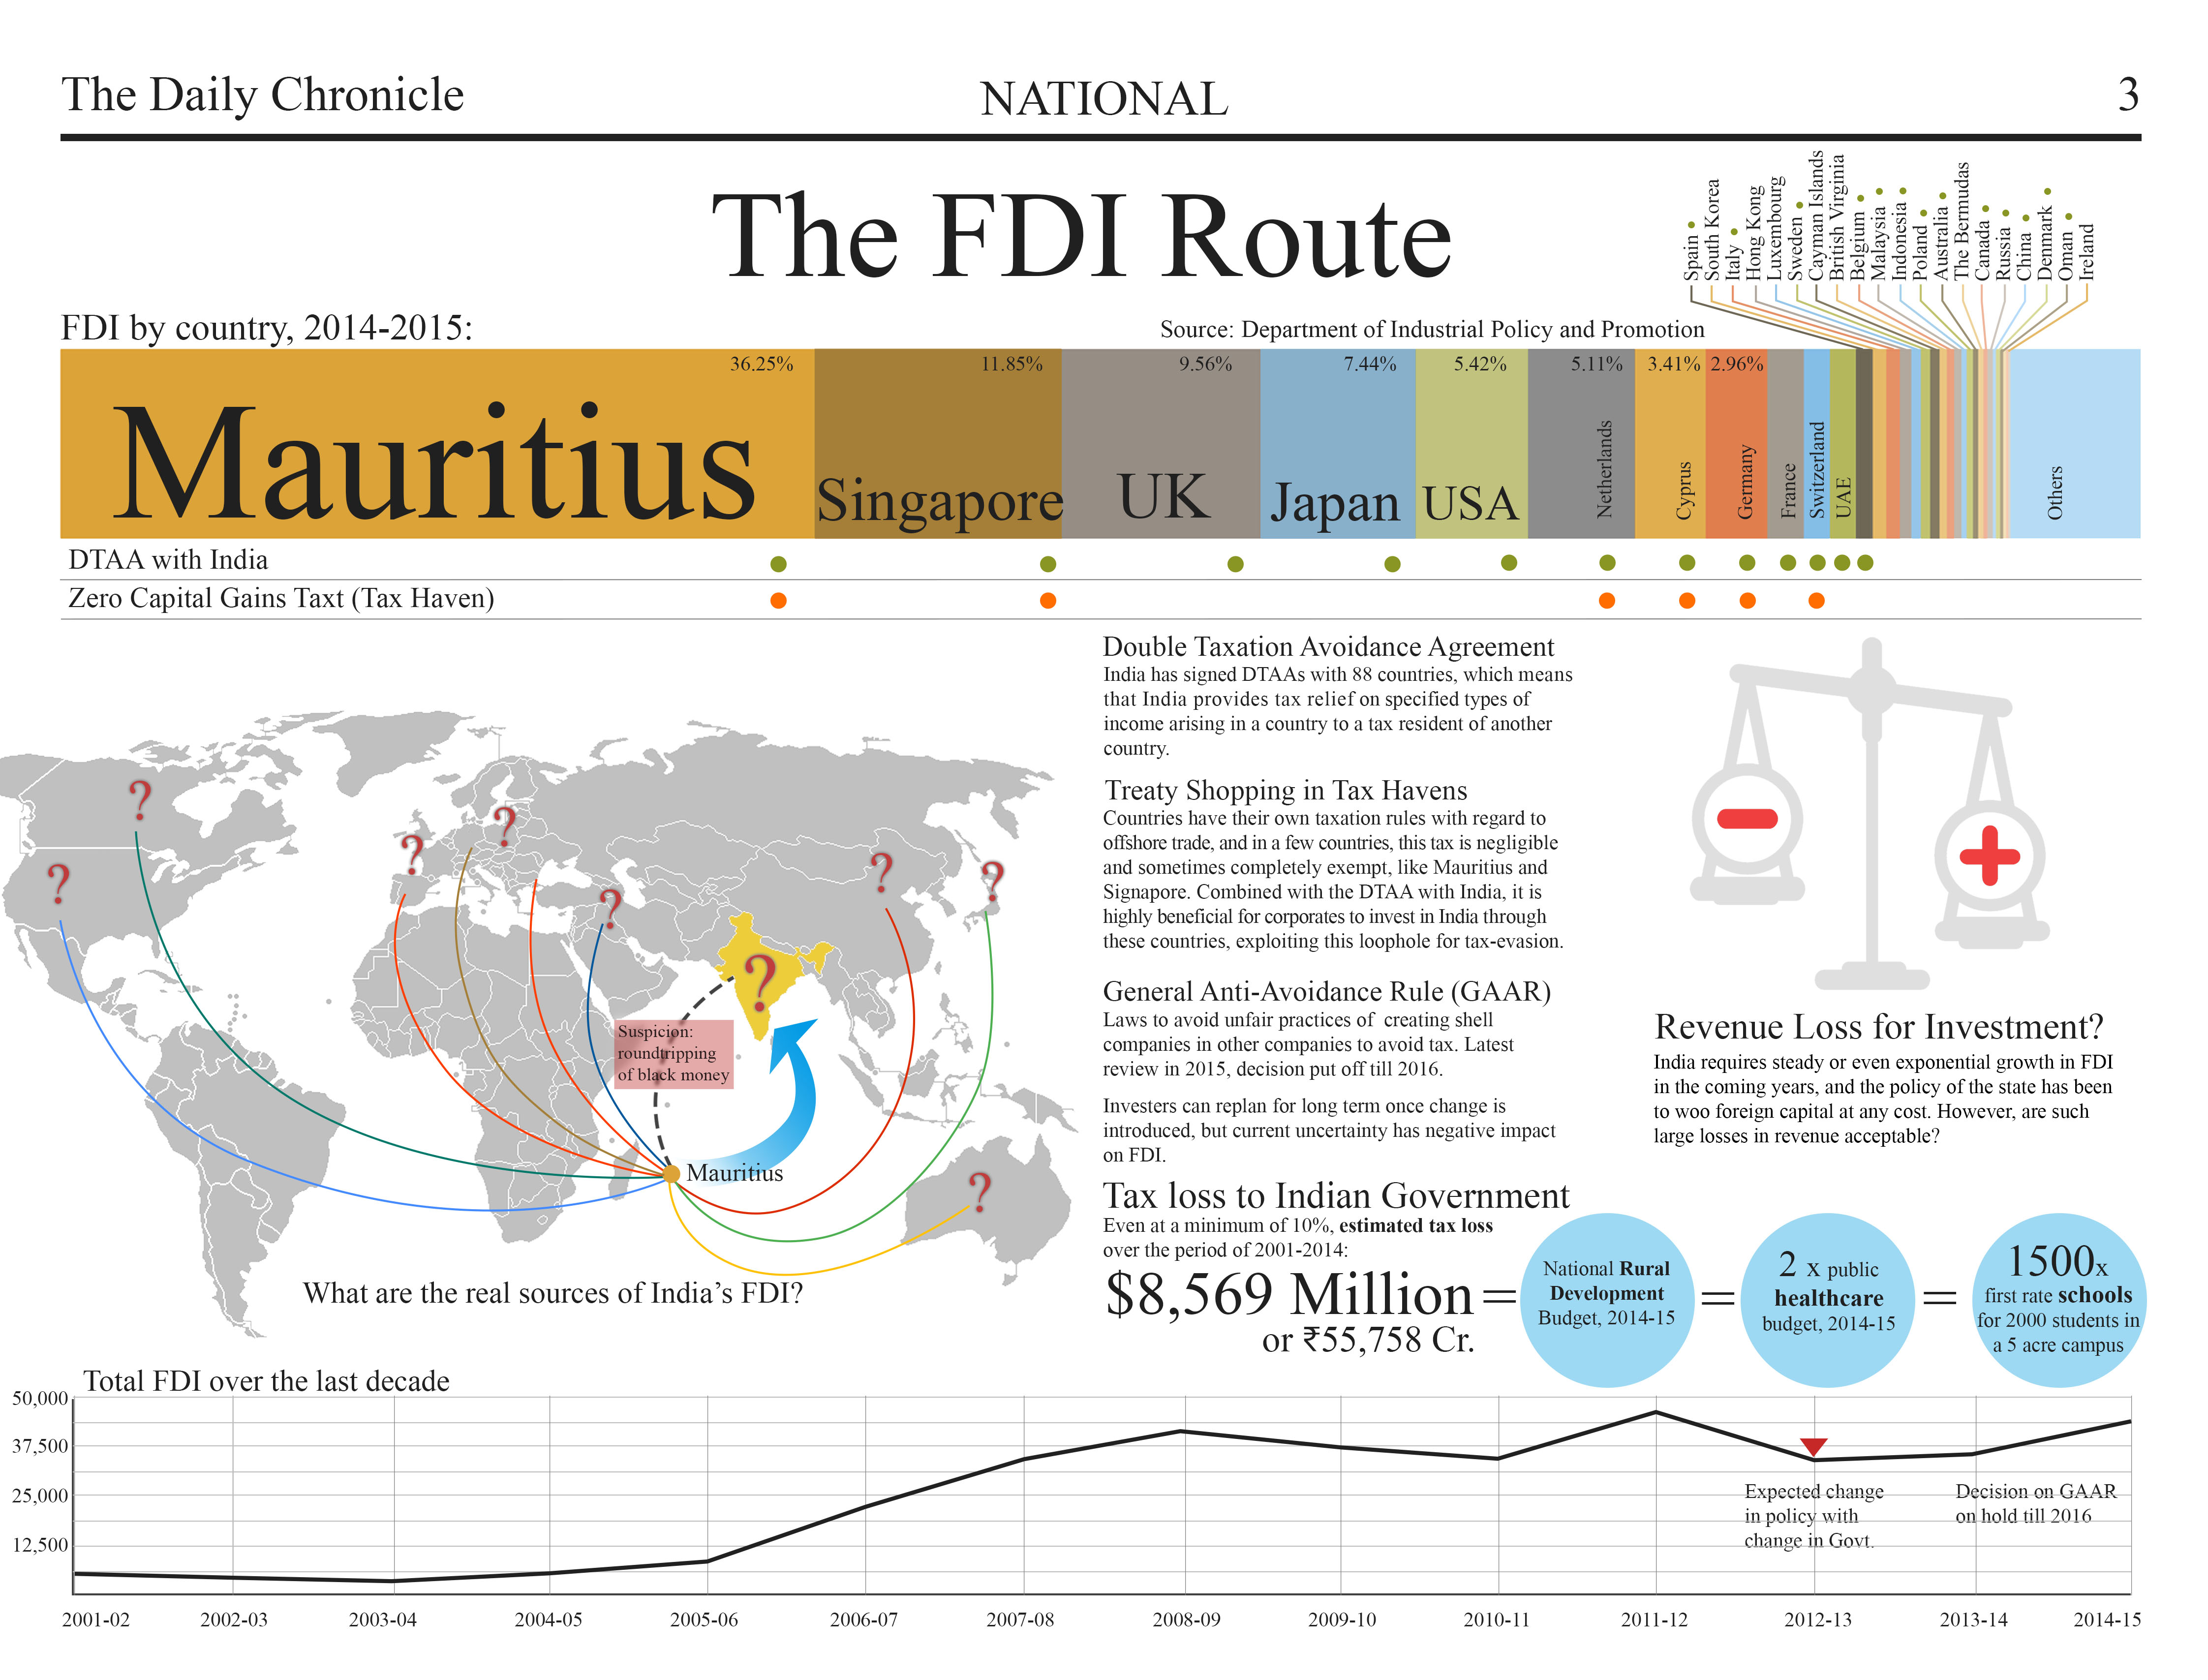 The Daily Chronicle
NATIONAL
3
The FDI Route
Spain
South Korea
Italy
Hong Kong
Luxembourg
Sweden
Cayman Islands
British Virginia
Belgium
Malaysia
Indonesia
Poland
Australia
The Bermudas
Canada
Russia
China
Denmark
Oman
Ireland
FDI by country, 2014-2015:
Source: Department of Industrial Policy and Promotion
36.25%
11.85%
9.56%
7.44%
5.42%
5.11%
3.41%
2.96%
Mauritius
Singapore
UK
Japan
USA
Netherlands
Cyprus
Germany
France
Switzerland
UAE
Others
DTAA with India
Zero Capital Gains Taxt (Tax Haven)
?
?
?
?
?
?
?
?
?
Suspicion:
roundtripping
of black money
Mauritius
What are the real sources of India’s FDI?
Double Taxation Avoidance Agreement
India has signed DTAAs with 88 countries, which means
that India provides tax relief on specified types of
income arising in a country to a tax resident of another
country.
Treaty Shopping in Tax Havens
Countries have their own taxation rules with regard to
offshore trade, and in a few countries, this tax is negligible
and sometimes completely exempt, like Mauritius and
Signapore. Combined with the DTAA with India, it is
highly beneficial for corporates to invest in India through
these countries, exploiting this loophole for tax-evasion.
General Anti-Avoidance Rule (GAAR)
Laws to avoid unfair practices of creating shell
companies in other companies to avoid tax. Latest
review in 2015, decision put off till 2016.
Investers can replan for long term once change is
introduced, but current uncertainty has negative impact
on FDI.
Revenue Loss for Investment?
India requires steady or even exponential growth in FDI
in the coming years, and the policy of the state has been
to woo foreign capital at any cost. However, are such
large losses in revenue acceptable?
Tax loss to Indian Government
Even at a minimum of 10%, estimated tax loss
over the period of 2001-2014:
$8,569 Million
or ₹55,758 Cr.
=
National Rural
Development
Budget, 2014-15
=
2 x public
healthcare
budget, 2014-15
=
1500x
first rate schools
for 2000 students in
a 5 acre campus
Total FDI over the last decade
50,000
37,500
25,000
12,500
Expected change
in policy with
change in Govt.
Decision on GAAR
on hold till 2016
2001-02
2002-03
2003-04
2004-05
2005-06
2006-07
2007-08
2008-09
2009-10
2010-11
2011-12
2012-13
2013-14
2014-15